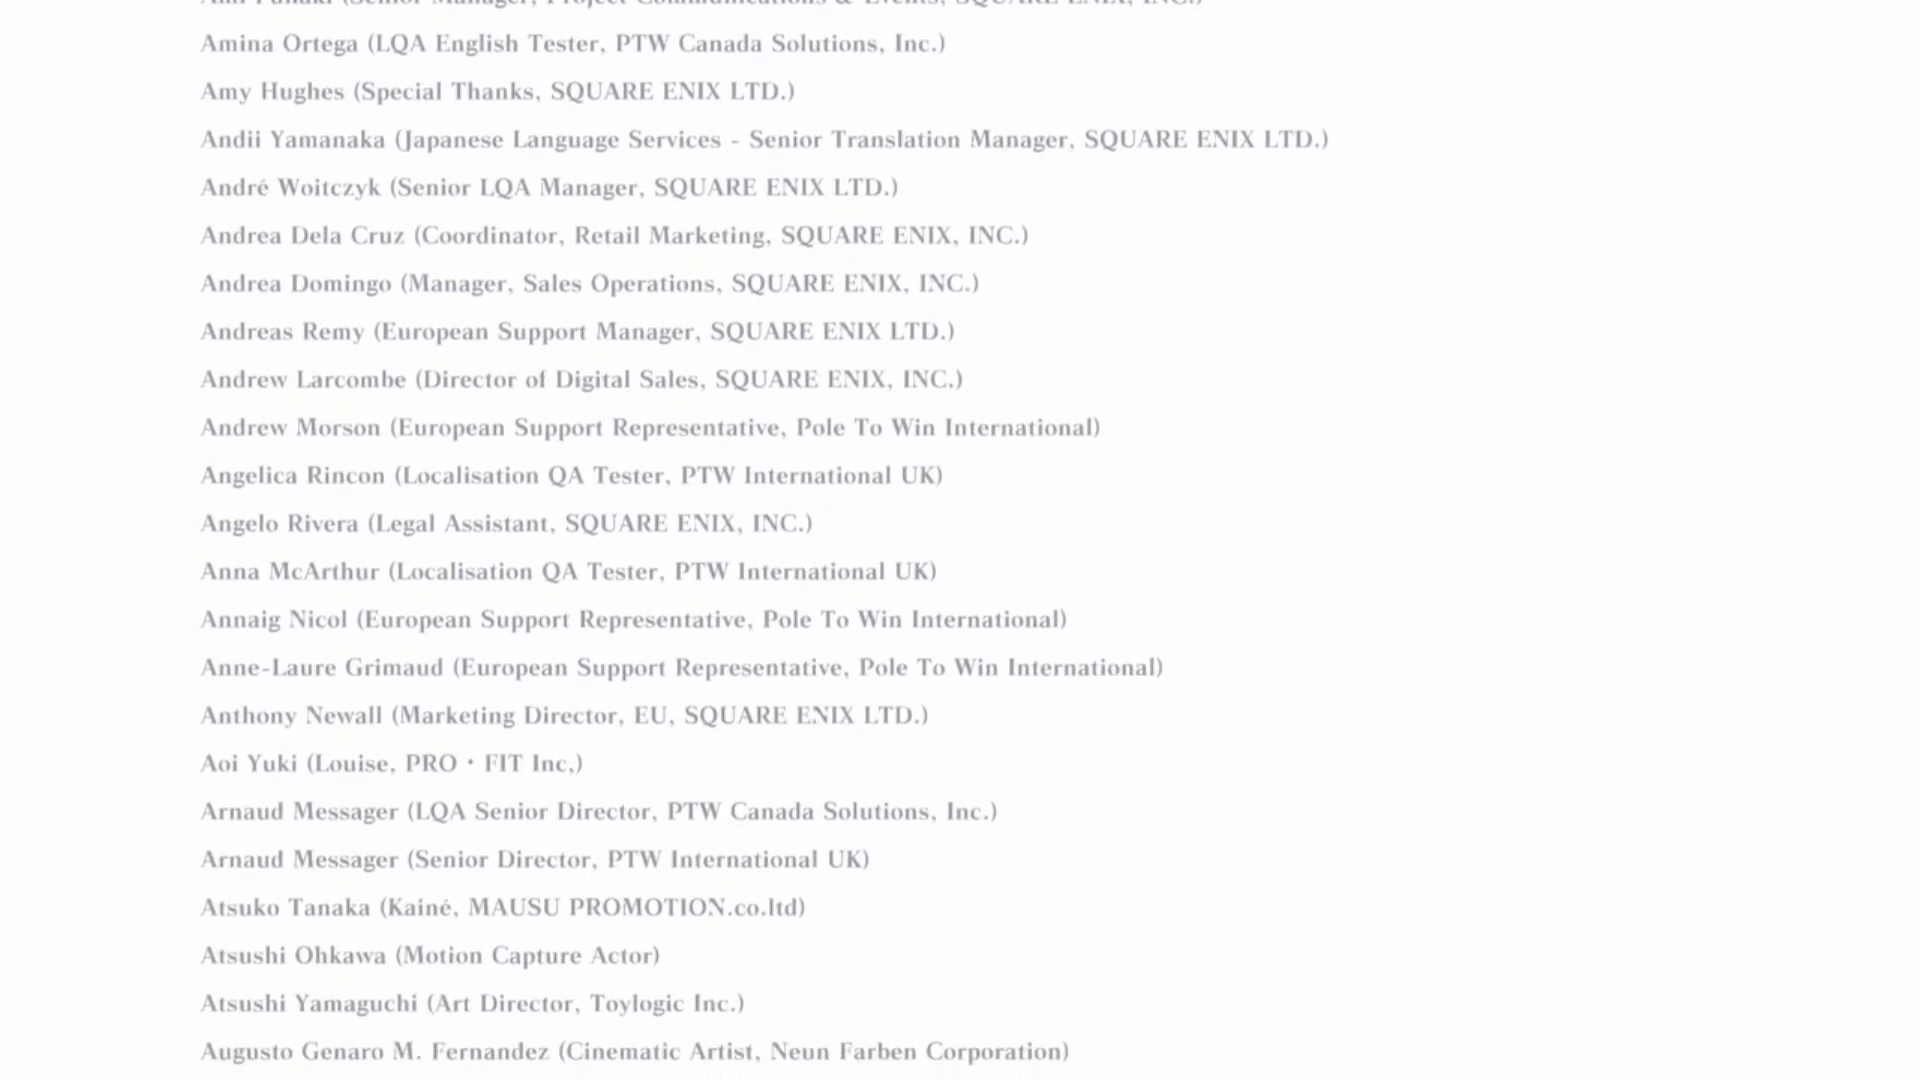 Amina Ortega (LQA English Tester, PTW Canada Solutions, Inc.)
Amy Hughes (Special Thanks, SQUARE ENIX LTD.)
Andii Yamanaka (Japanese Language Services - Senior Translation Manager, SQUARE ENIX LTD.)
André Woitczyk (Senior LQA Manager, SQUARE ENIX LTD.)
Andrea Dela Cruz (Coordinator, Retail Marketing, SQUARE ENIX, INC.)
Andrea Domingo (Manager, Sales Operations, SQUARE ENIX, INC.)
Andreas Remy (European Support Manager, SQUARE ENIX LTD.)
Andrew Larcombe (Director of Digital Sales, SQUARE ENIX, INC.)
Andrew Morson (European Support Representative, Pole To Win International)
Angelica Rincon (Localisation QA Tester, PTW International UK)
Angelo Rivera (Legal Assistant, SQUARE ENIX, INC.)
Anna McArthur (Localisation QA Tester, PTW International UK)
Annaig Nicol (European Support Representative, Pole To Win International)
Anne-Laure Grimaud (European Support Representative, Pole To Win International)
Anthony Newall (Marketing Director, EU, SQUARE ENIX LTD.)
Aoi Yuki (Louise, PRO・FIT Inc,)
Arnaud Messager (LQA Senior Director, PTW Canada Solutions, Inc.)
Arnaud Messager (Senior Director, PTW International UK)
Atsuko Tanaka (Kainé, MAUSU PROMOTION.co.ltd)
Atsushi Ohkawa (Motion Capture Actor)
Atsushi Yamaguchi (Art Director, Toylogic Inc.)
Augusto Genaro M. Fernandez (Cinematic Artist, Neun Farben Corporation)